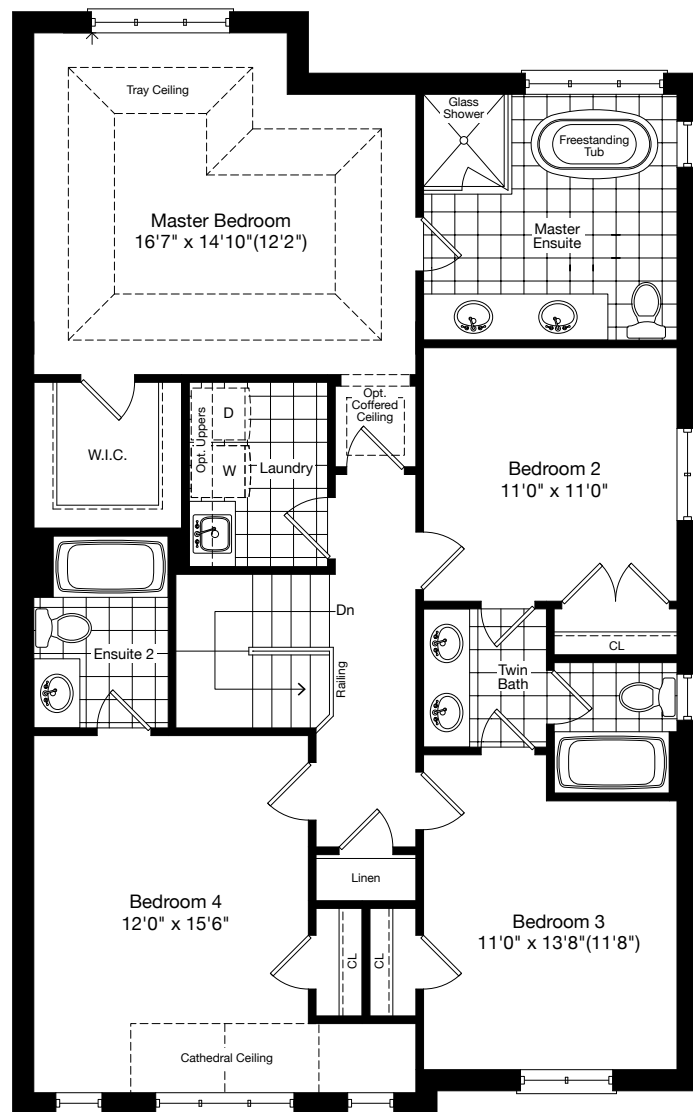 Tray Ceiling
Master Bedroom
16'7" x 14'10"(12'2")
Glass
Shower
Freestanding
Tub
Master
Ensuite
W.I.C.
Opt. Uppers
D
W
Laundry
Opt.
Coffered
Ceiling
Bedroom 2
11'0" x 11'0"
CL
Dn
Railing
Ensuite 2
Twin
Bath
Linen
Bedroom 4
12'0" x 15'6"
CL
CL
Bedroom 3
11'0" x 13'8"(11'8")
Cathedral Ceiling